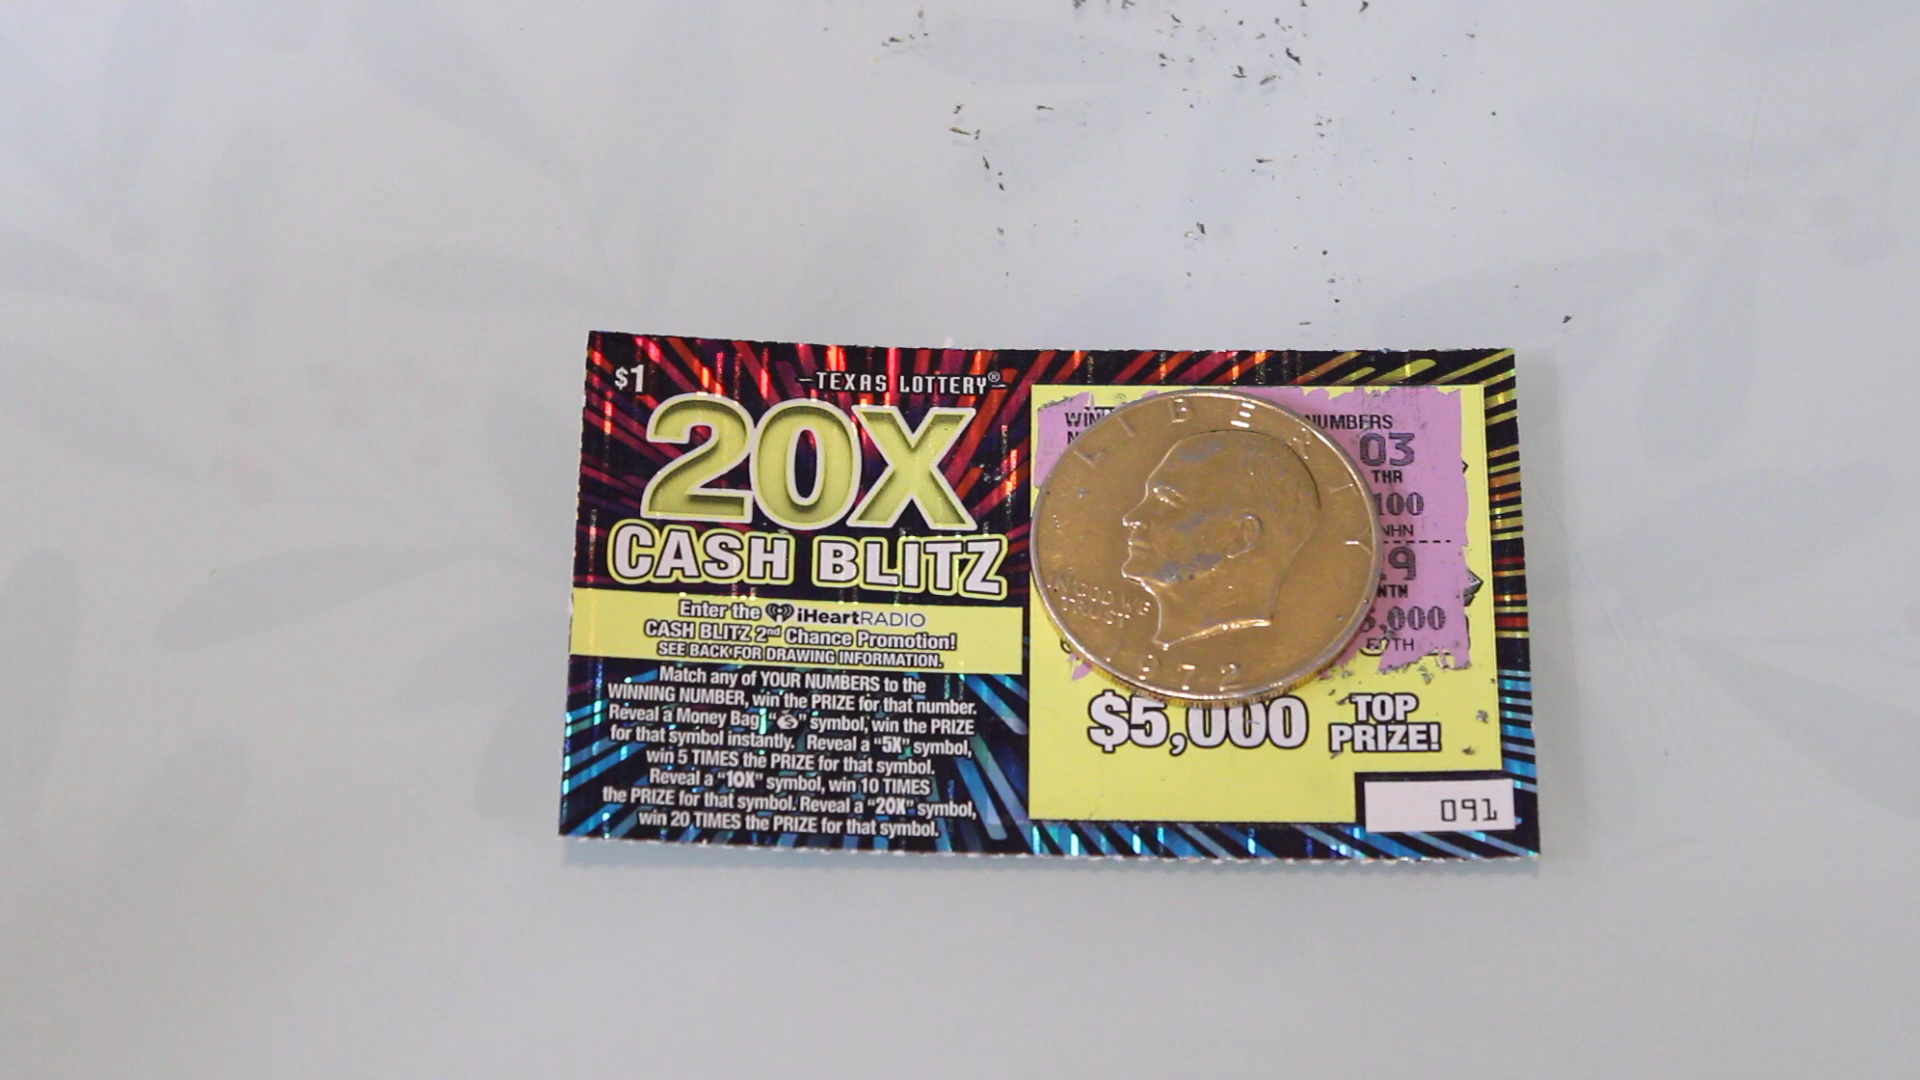 $1
TEXAS LOTTERY®
20X
CASH BLITZ
Enter the iHeartRADIO
CASH BLITZ 2nd Chance Promotion!
SEE BACK FOR DRAWING INFORMATION.
Match any of YOUR NUMBERS to the
WINNING NUMBER, win the PRIZE for that number.
Reveal a Money Bag "$" symbol, win the PRIZE
for that symbol instantly. Reveal a "5X" symbol,
win 5 TIMES the PRIZE for that symbol.
Reveal a "10X" symbol, win 10 TIMES
the PRIZE for that symbol. Reveal a "20X" symbol,
win 20 TIMES the PRIZE for that symbol.
NUMBERS
03
THR
100
NHN
9
NTN
,000
LIBERTY
IN GOD WE
TRUST
1972
$5,000 TOP
PRIZE!
091